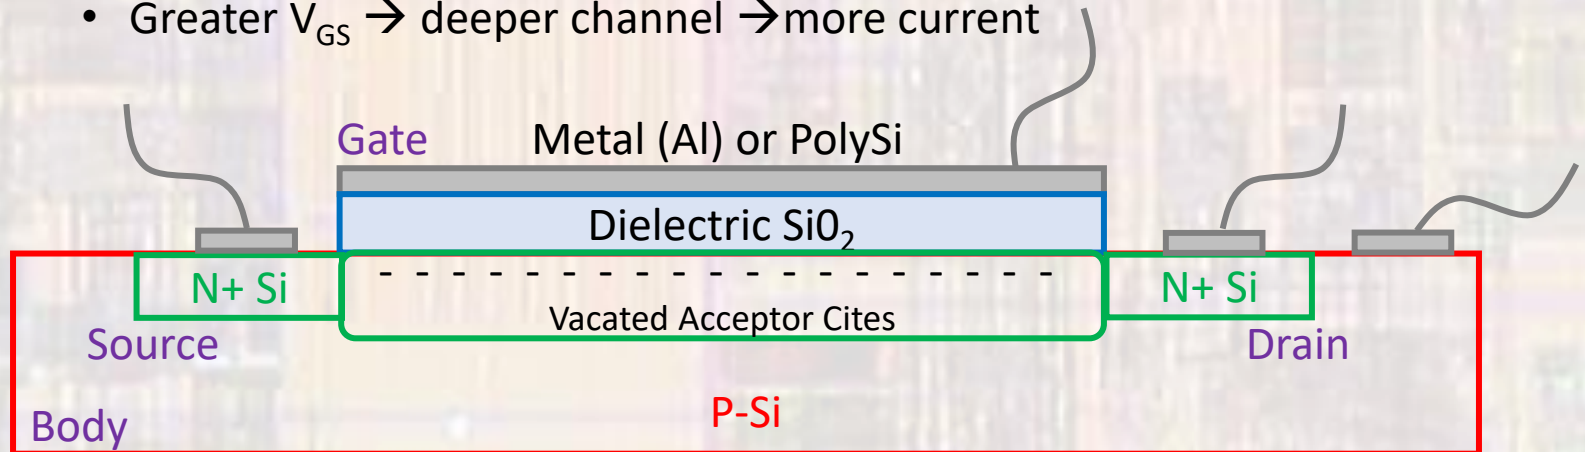 • Greater VGS → deeper channel →more current
Gate Metal (Al) or PolySi
Dielectric Si02
N+ Si - - - - - - - - - - - - - - - - - - - N+ Si
Vacated Acceptor Cites
Source Drain
P-Si
Body